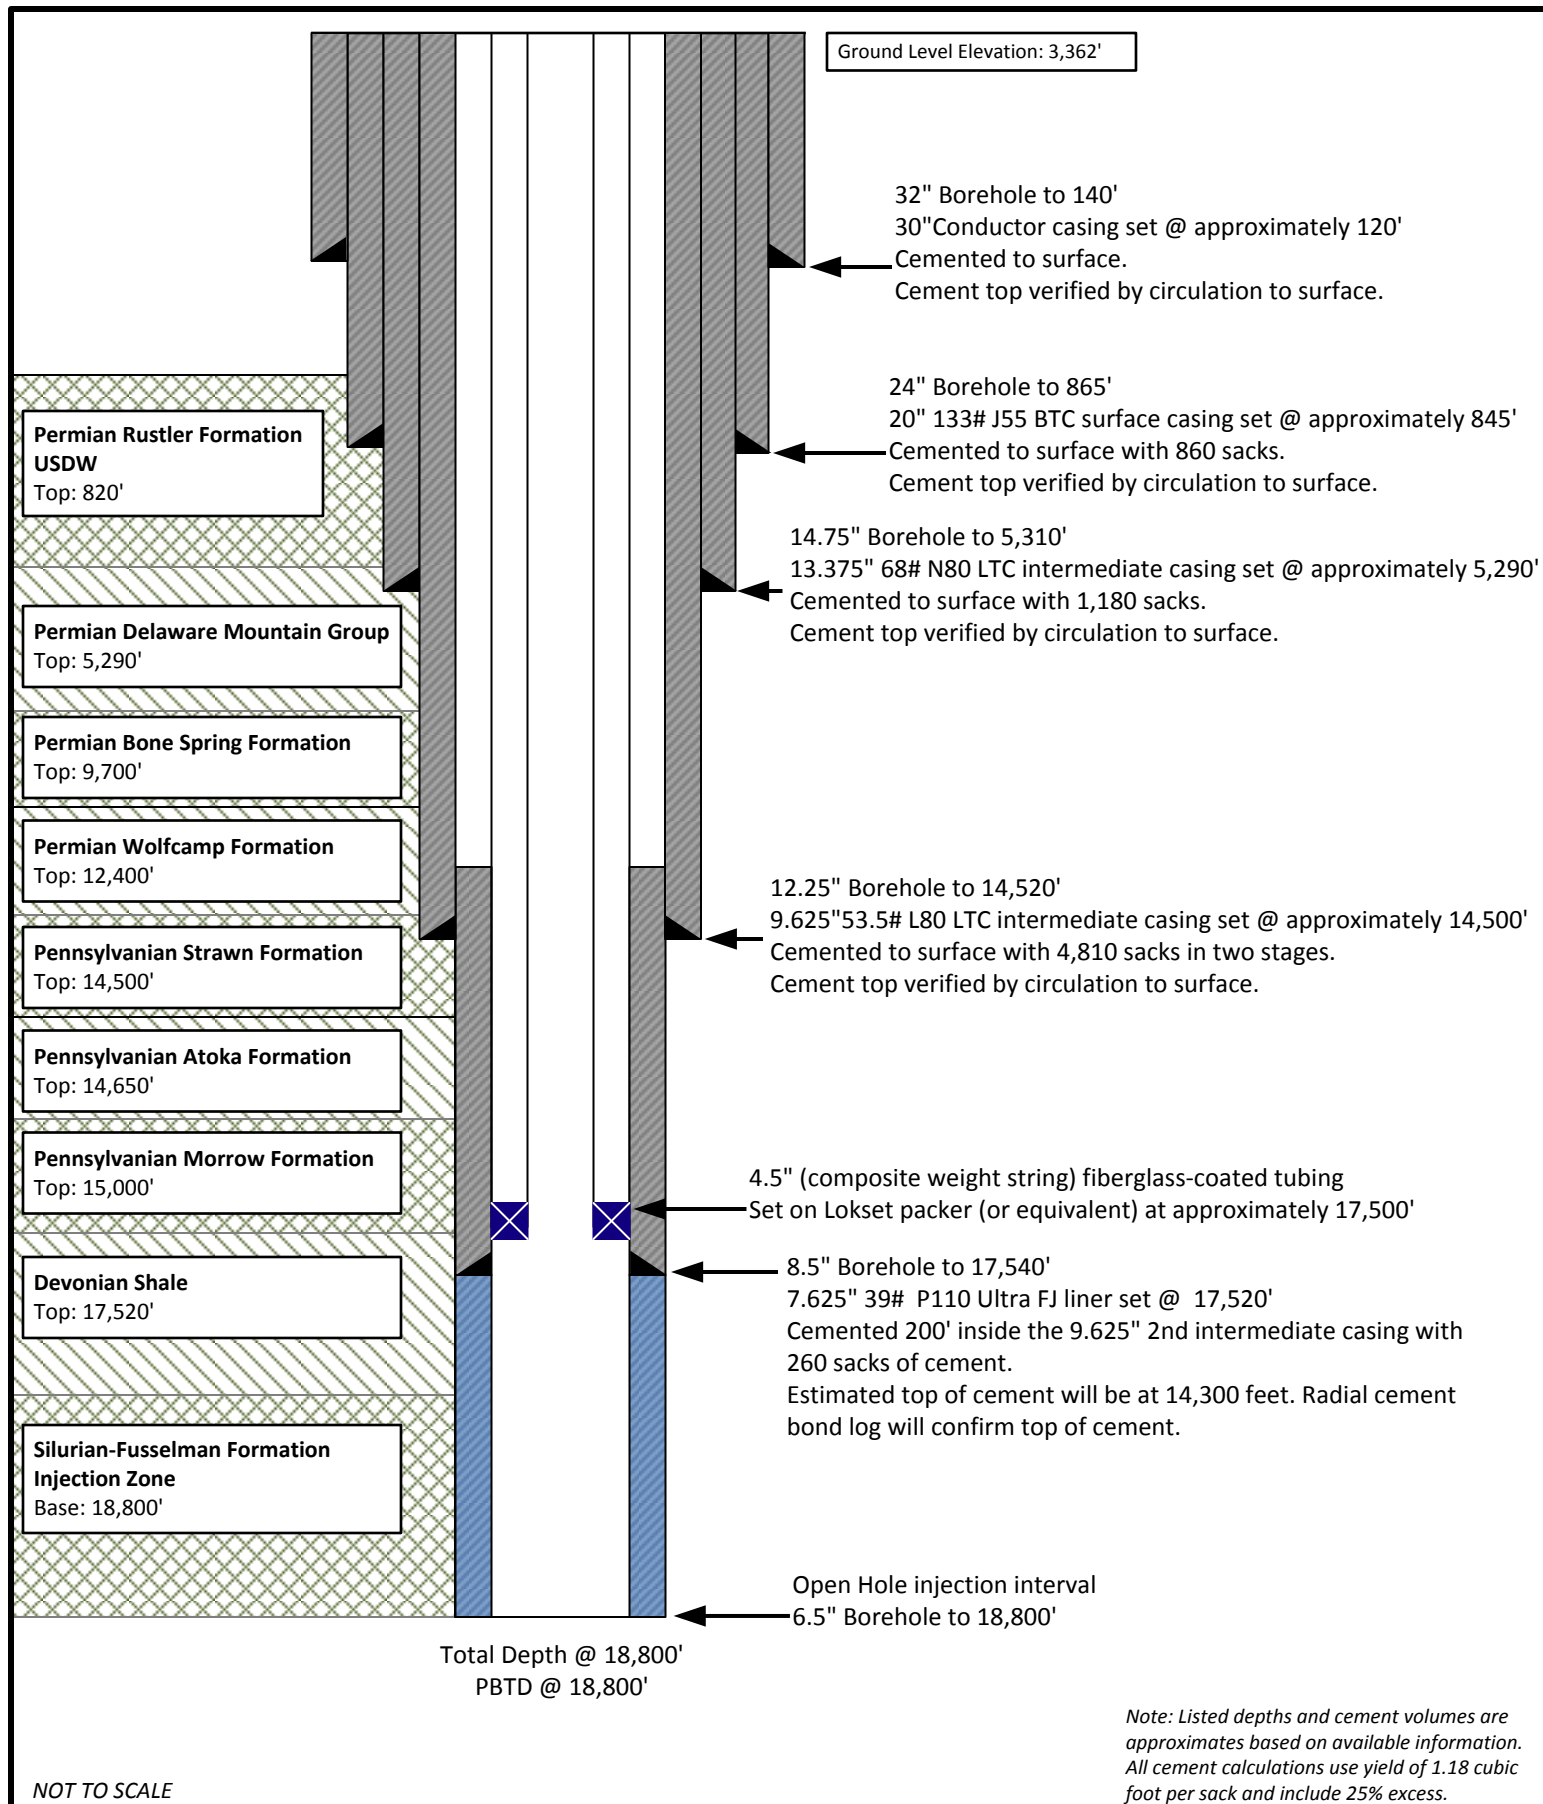 Ground Level Elevation: 3,362'
32" Borehole to 140'
30"Conductor casing set @ approximately 120'
Cemented to surface.
Cement top verified by circulation to surface.
24" Borehole to 865'
20" 133# J55 BTC surface casing set @ approximately 845'
Cemented to surface with 860 sacks.
Cement top verified by circulation to surface.
Permian Rustler Formation
USDW
Top: 820'
14.75" Borehole to 5,310'
13.375" 68# N80 LTC intermediate casing set @ approximately 5,290'
Cemented to surface with 1,180 sacks.
Cement top verified by circulation to surface.
Permian Delaware Mountain Group
Top: 5,290'
Permian Bone Spring Formation
Top: 9,700'
Permian Wolfcamp Formation
Top: 12,400'
12.25" Borehole to 14,520'
9.625"53.5# L80 LTC intermediate casing set @ approximately 14,500'
Cemented to surface with 4,810 sacks in two stages.
Cement top verified by circulation to surface.
Pennsylvanian Strawn Formation
Top: 14,500'
Pennsylvanian Atoka Formation
Top: 14,650'
Pennsylvanian Morrow Formation
Top: 15,000'
4.5" (composite weight string) fiberglass-coated tubing
Set on Lokset packer (or equivalent) at approximately 17,500'
Devonian Shale
Top: 17,520'
8.5" Borehole to 17,540'
7.625" 39# P110 Ultra FJ liner set @ 17,520'
Cemented 200' inside the 9.625" 2nd intermediate casing with
260 sacks of cement.
Estimated top of cement will be at 14,300 feet. Radial cement
bond log will confirm top of cement.
Silurian-Fusselman Formation
Injection Zone
Base: 18,800'
Open Hole injection interval
6.5" Borehole to 18,800'
Total Depth @ 18,800'
PBTD @ 18,800'
Note: Listed depths and cement volumes are
approximates based on available information.
All cement calculations use yield of 1.18 cubic
foot per sack and include 25% excess.
NOT TO SCALE